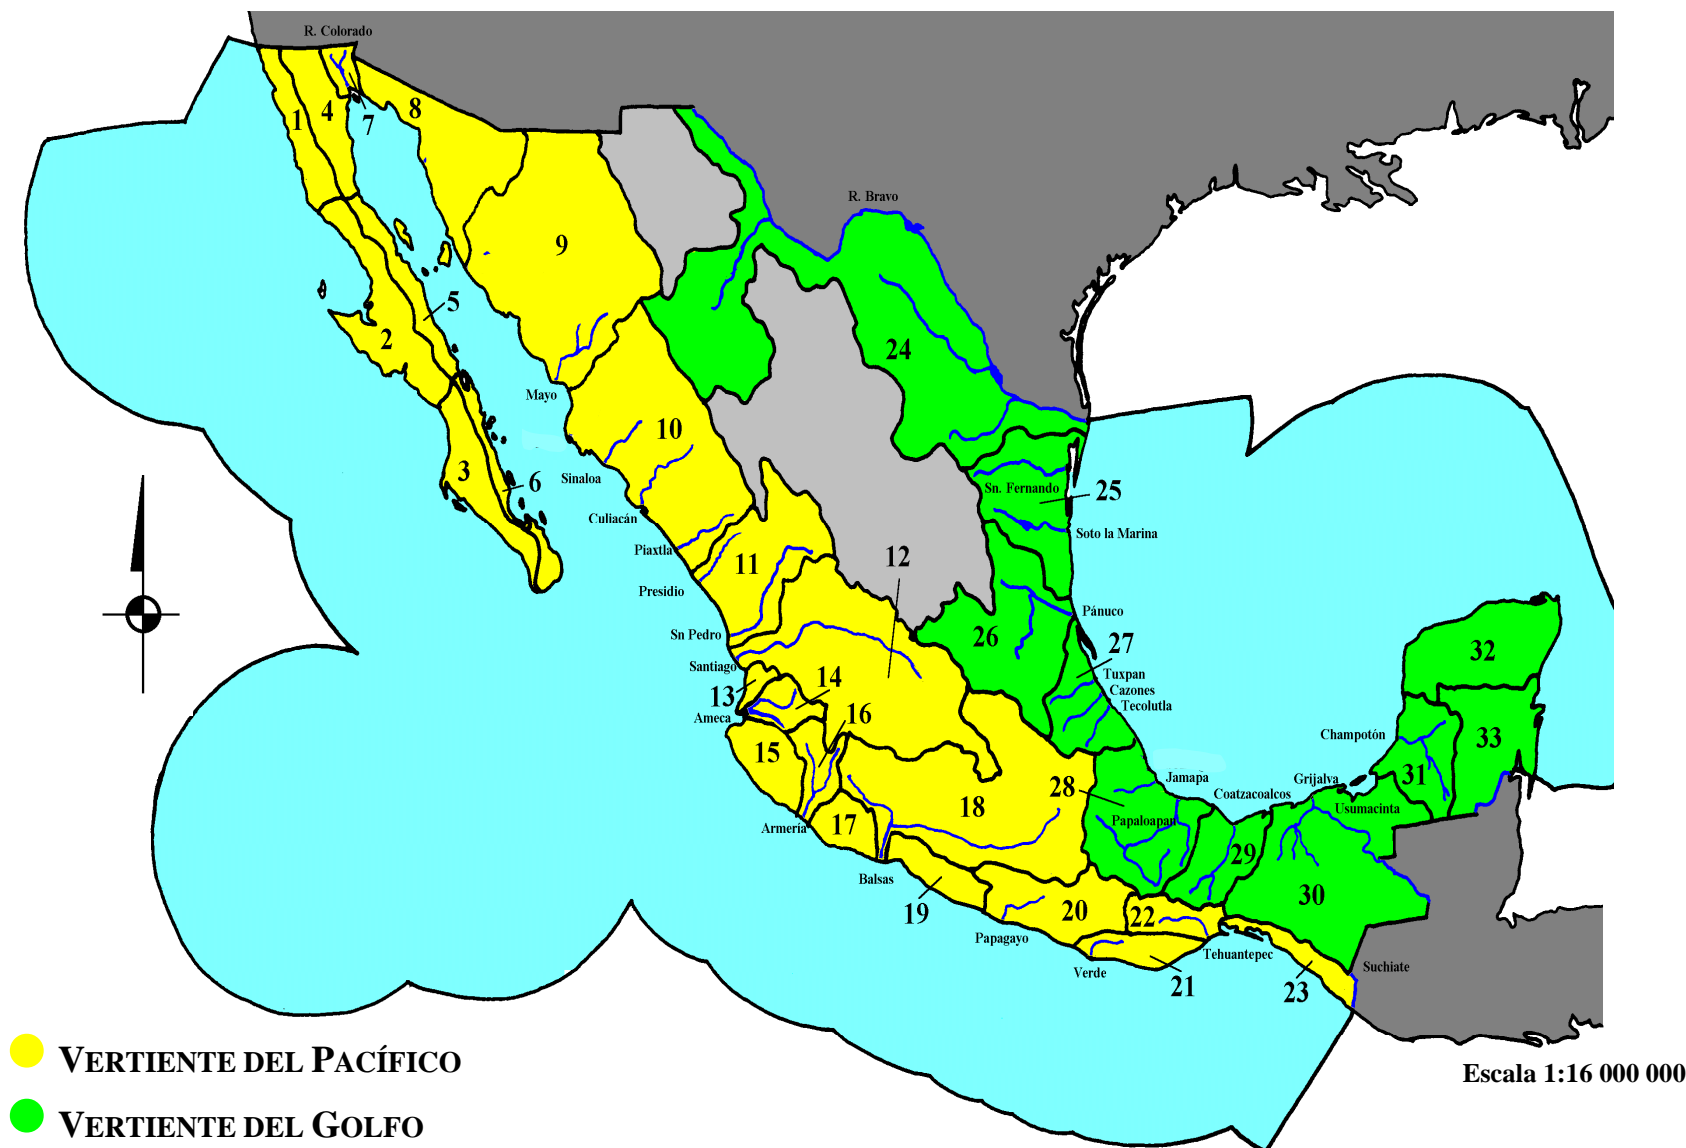 R. Colorado
1
4
7
8
R. Bravo
9
5
2
24
Mayo
10
3
6
Sinaloa
Sn. Fernando
25
Culiacán
Soto la Marina
Piaxtla
11
12
Presidio
Pánuco
Sn Pedro
26
27
32
Santiago
Tuxpan
13
14
Cazones
Ameca
Tecolutla
16
15
Champotón
33
28
Jamapa
Grijalva
31
Coatzacoalcos
Usumacinta
18
Armería
17
Papaloapan
29
Balsas
30
19
20
22
Papagayo
Tehuantepec
Verde
21
23
Suchiate
VERTIENTE DEL PACÍFICO
Escala 1:16 000 000
VERTIENTE DEL GOLFO